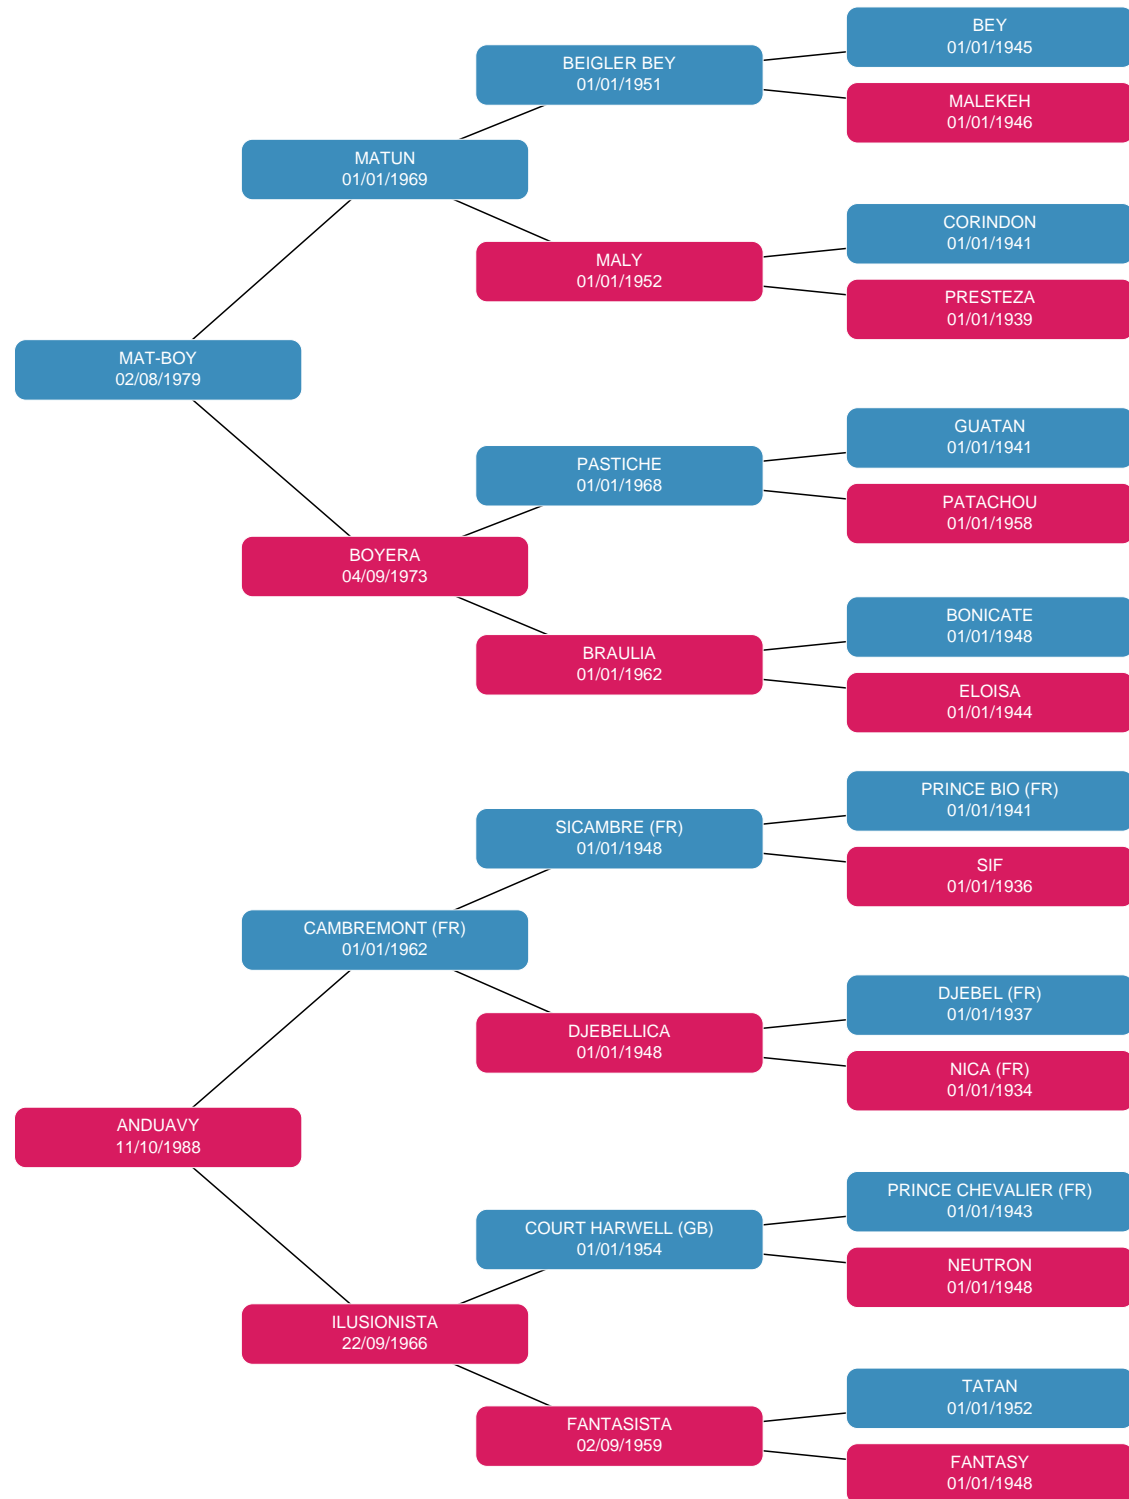 BEY
01/01/1945
BEIGLER BEY
01/01/1951
MALEKEH
01/01/1946
MATUN
01/01/1969
CORINDON
01/01/1941
MALY
01/01/1952
PRESTEZA
01/01/1939
MAT-BOY
02/08/1979
GUATAN
01/01/1941
PASTICHE
01/01/1968
PATACHOU
01/01/1958
BOYERA
04/09/1973
BONICATE
01/01/1948
BRAULIA
01/01/1962
ELOISA
01/01/1944
PRINCE BIO (FR)
01/01/1941
SICAMBRE (FR)
01/01/1948
SIF
01/01/1936
CAMBREMONT (FR)
01/01/1962
DJEBEL (FR)
01/01/1937
DJEBELLICA
01/01/1948
NICA (FR)
01/01/1934
ANDUAVY
11/10/1988
PRINCE CHEVALIER (FR)
01/01/1943
COURT HARWELL (GB)
01/01/1954
NEUTRON
01/01/1948
ILUSIONISTA
22/09/1966
TATAN
01/01/1952
FANTASISTA
02/09/1959
FANTASY
01/01/1948